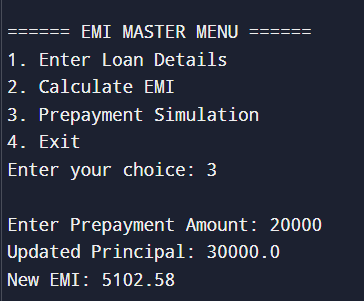 ====== EMI MASTER MENU ======
1. Enter Loan Details
2. Calculate EMI
3. Prepayment Simulation
4. Exit
Enter your choice: 3
Enter Prepayment Amount: 20000
Updated Principal: 30000.0
New EMI: 5102.58